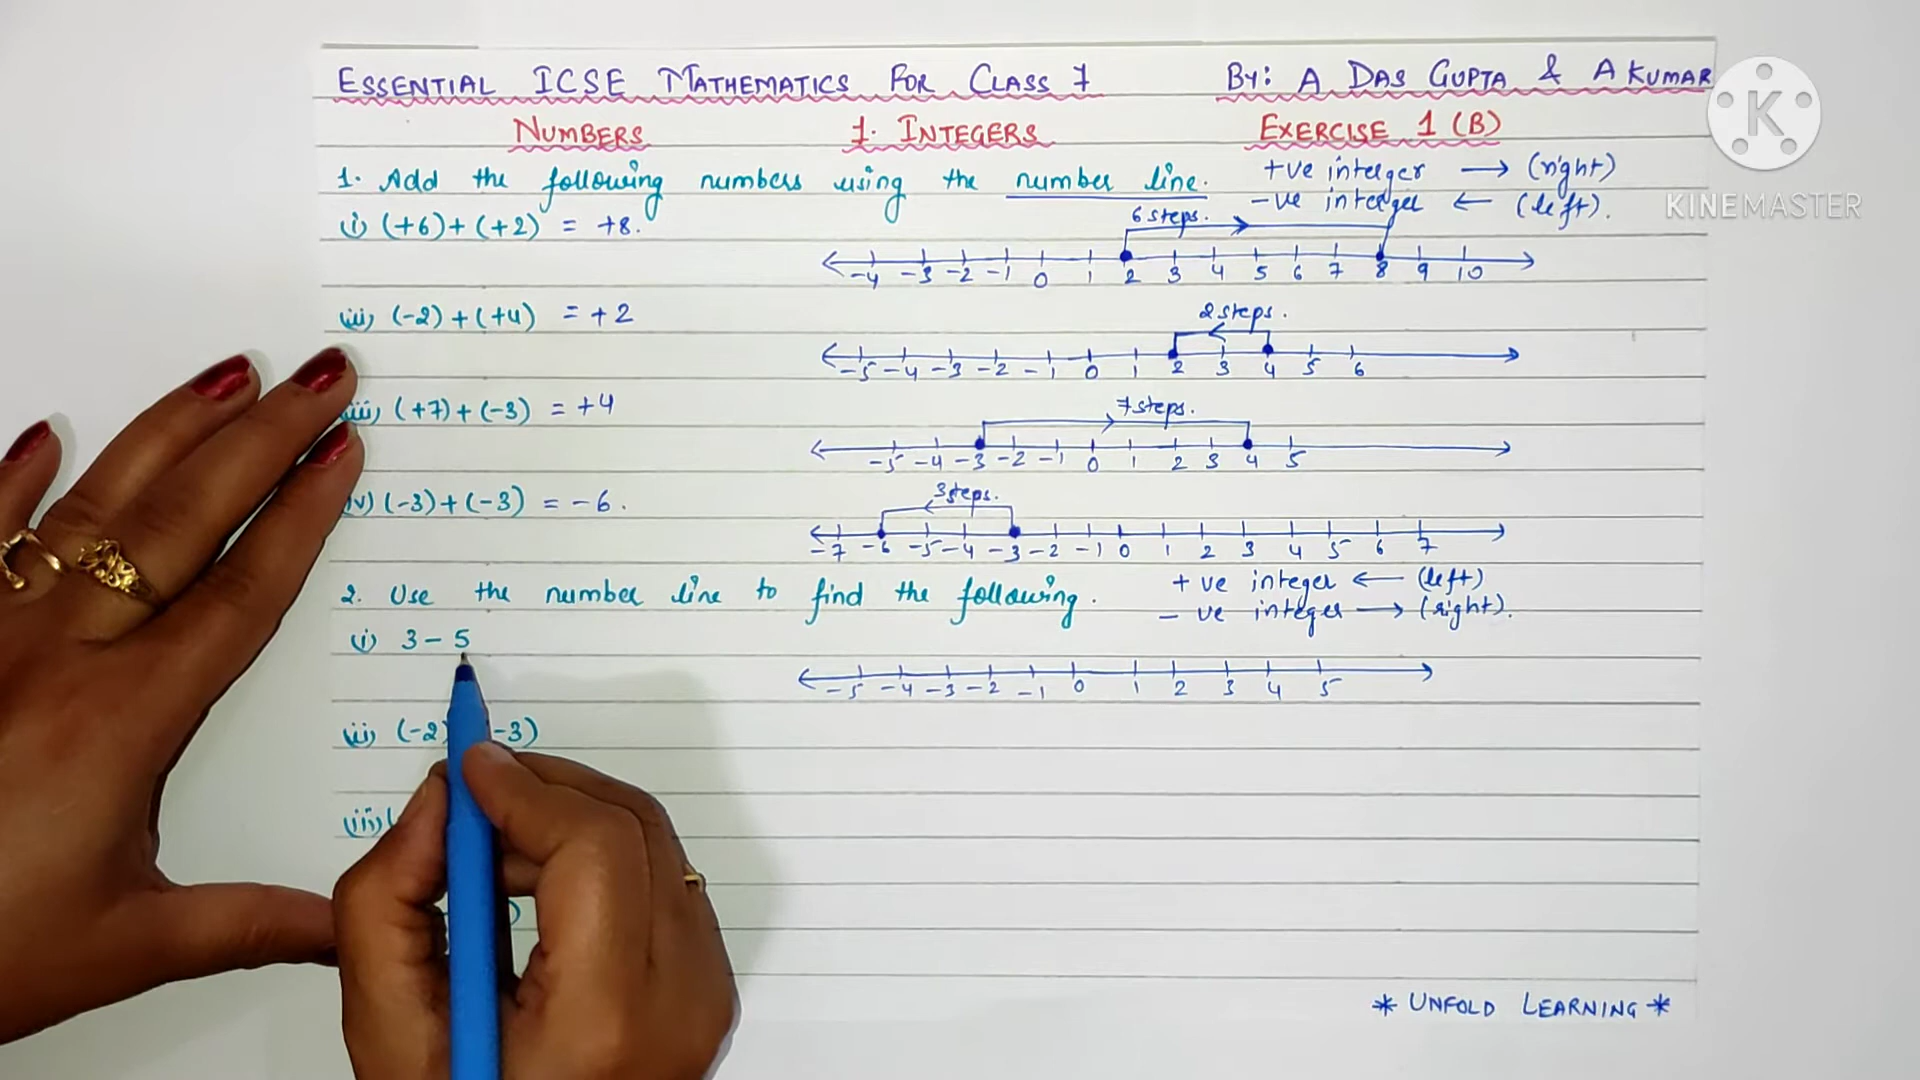 ESSENTIAL ICSE MATHEMATICS FOR CLASS 7 BY: A DAS GUPTA & A KUMAR
NUMBERS 1. INTEGERS EXERCISE 1 (B)
1. Add the following numbers using the number line. +ve interger → (right)
-ve interger ← (left).
(i) (+6)+(+2) = +8. 6 steps.
-4 -3 -2 -1 0 1 2 3 4 5 6 7 8 9 10
(ii) (-2)+(+4) = +2 2 steps.
-5 -4 -3 -2 -1 0 1 2 3 4 5 6
(iii) (+7)+(-3) = +4 7 steps.
-5 -4 -3 -2 -1 0 1 2 3 4 5
(iv) (-3)+(-3) = -6. 3 steps.
-7 -6 -5 -4 -3 -2 -1 0 1 2 3 4 5 6 7
2. Use the number line to find the following. +ve integer ← (left)
-ve integer → (right).
(i) 3 - 5
-5 -4 -3 -2 -1 0 1 2 3 4 5
(ii) (-2) -3)
(iii) (
)
* UNFOLD LEARNING *
K
KINEMASTER